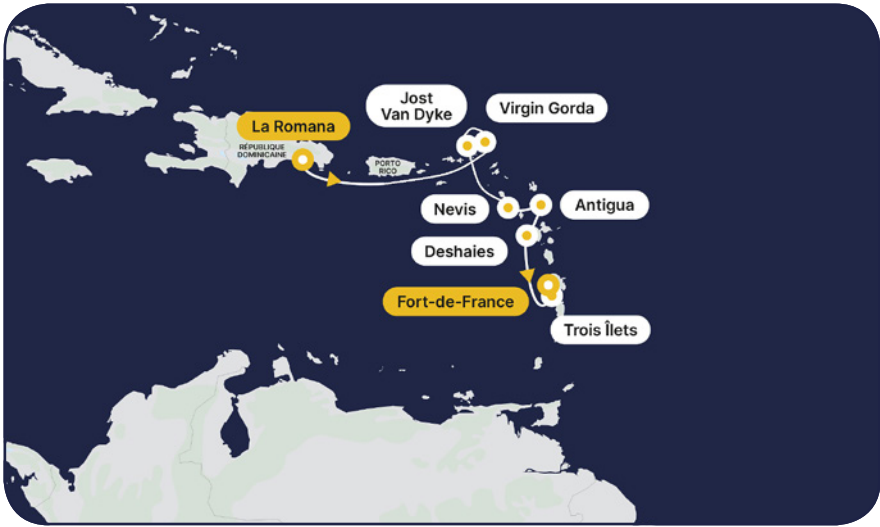 Jost
Van Dyke
Virgin Gorda
La Romana
RÉPUBLIQUE
DOMINICAINE
PORTO
RICO
Nevis
Antigua
Deshaies
Fort-de-France
Trois Îlets